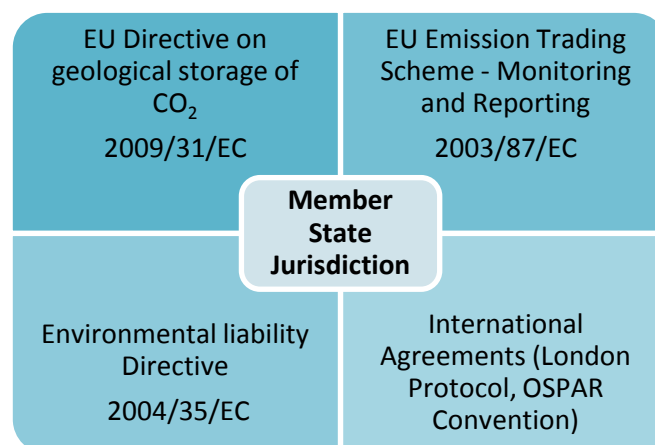 EU Directive on
geological storage of
CO₂
2009/31/EC
EU Emission Trading
Scheme - Monitoring
and Reporting
2003/87/EC
Member
State
Jurisdiction
Environmental liability
Directive
2004/35/EC
International
Agreements (London
Protocol, OSPAR
Convention)